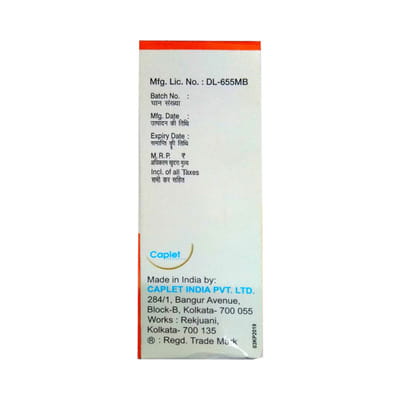 Mfg. Lic. No. : DL-655MB
Batch No. :
घान संख्या
Mfg. Date :
उत्पादन की तिथि
Expiry Date :
समाप्ति की तिथि
M.R.P. ₹
अधिकतम खुदरा मूल्य
Incl. of all Taxes
सभी कर सहित
Caplet
Made in India by:
CAPLET INDIA PVT. LTD.
284/1, Bangur Avenue,
Block-B, Kolkata- 700 055
Works : Rekjuani,
Kolkata- 700 135
® : Regd. Trade Mark
03KP2019